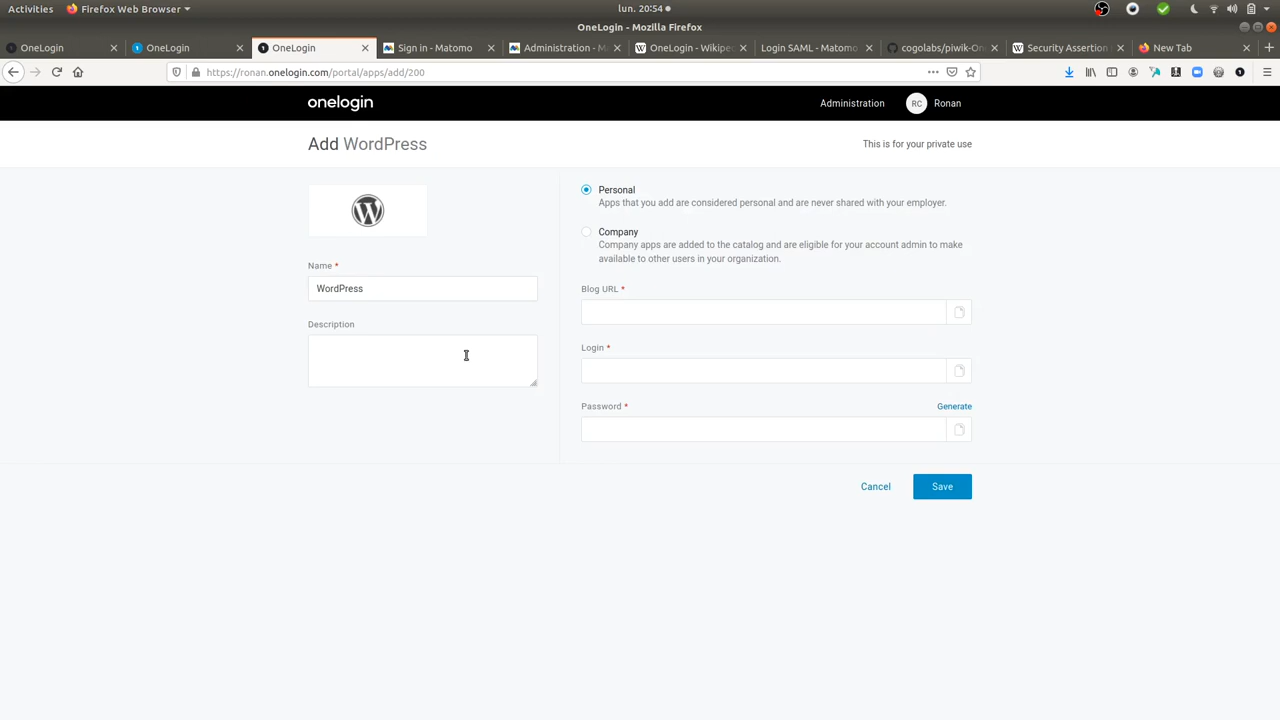 Activities
Firefox Web Browser
lun. 20:54
OneLogin - Mozilla Firefox
OneLogin
OneLogin
OneLogin
Sign in - Matomo
Administration - M
OneLogin - Wikipe
Login SAML - Matomo
cogolabs/piwik-On
Security Assertion
New Tab
https://ronan.onelogin.com/portal/apps/add/200
onelogin
Administration
RC
Ronan
Add WordPress
This is for your private use
Name *
WordPress
Description
Personal
Apps that you add are considered personal and are never shared with your employer.
Company
Company apps are added to the catalog and are eligible for your account admin to make
available to other users in your organization.
Blog URL *
Login *
Password *
Generate
Cancel
Save